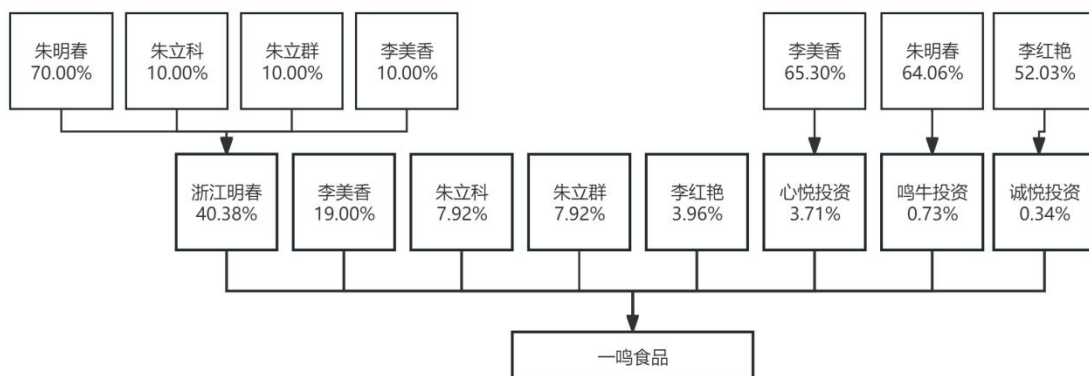 朱明春
70.00%
朱立科
10.00%
朱立群
10.00%
李美香
10.00%
李美香
65.30%
朱明春
64.06%
李红艳
52.03%
浙江明春
40.38%
李美香
19.00%
朱立科
7.92%
朱立群
7.92%
李红艳
3.96%
心悦投资
3.71%
鸣牛投资
0.73%
诚悦投资
0.34%
一鸣食品